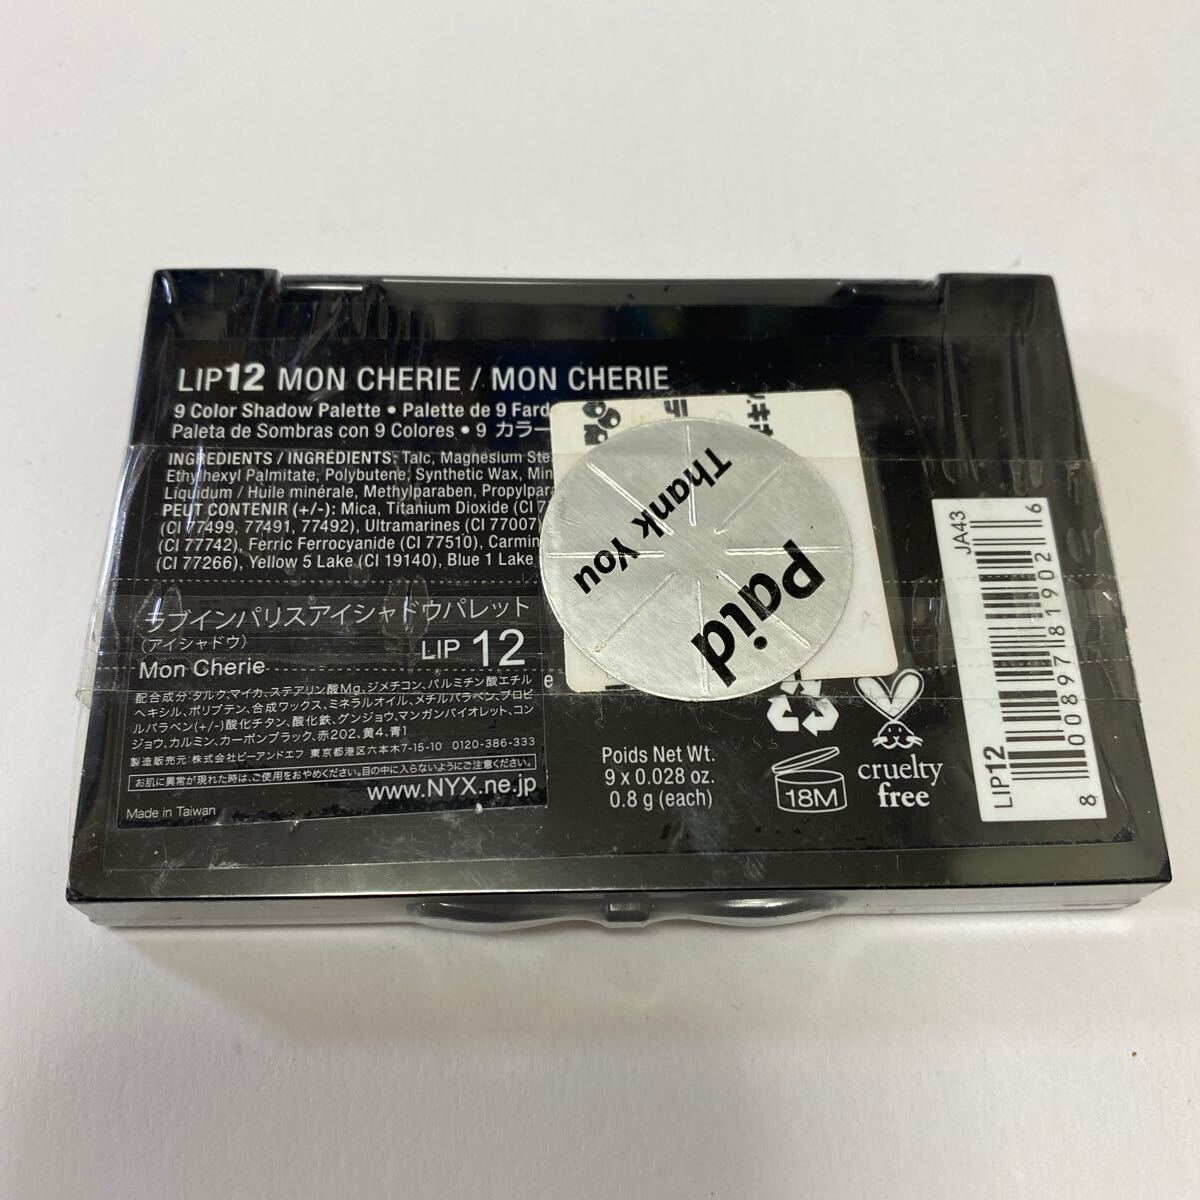 LIP12 MON CHERIE / MON CHERIE
9 Color Shadow Palette • Palette de 9 Fard
Paleta de Sombras con 9 Colores • 9 カラー
INGREDIENTS / INGRÉDIENTS: Talc, Magnesium Ste
Ethylhexyl Palmitate, Polybutene, Synthetic Wax, Min
Liquidum / Huile minérale, Methylparaben, Propylpar
PEUT CONTENIR (+/-): Mica, Titanium Dioxide (CI 7
(CI 77499, 77491, 77492), Ultramarines (CI 77007)
(CI 77742), Ferric Ferrocyanide (CI 77510), Carmin
(CI 77266), Yellow 5 Lake (CI 19140), Blue 1 Lake
ラブインパリスアイシャドウパレット
(アイシャドウ)
Mon Cherie
LIP 12
配合成分:タルク、マイカ、ステアリン酸Mg、ジメチコン、パルミチン酸エチル
ヘキシル、ポリブテン、合成ワックス、ミネラルオイル、メチルパラベン、プロピ
ルパラベン(+/-)酸化チタン、酸化鉄、グンジョウ、マンガンバイオレット、コン
ジョウ、カルミン、カーボンブラック、赤202、黄4、青1
製造販売元:株式会社ピーアンドエフ 東京都港区六本木7-15-10 0120-386-333
お肌に異常が現れた時は、ご使用をおやめください。目の中に入らないようにご注意ください。
www.NYX.ne.jp
Made in Taiwan
Paid
Thank You
e
Poids Net Wt.
9 x 0.028 oz.
0.8 g (each)
18M
cruelty
free
JA43
8 00897 81902 6
LIP12